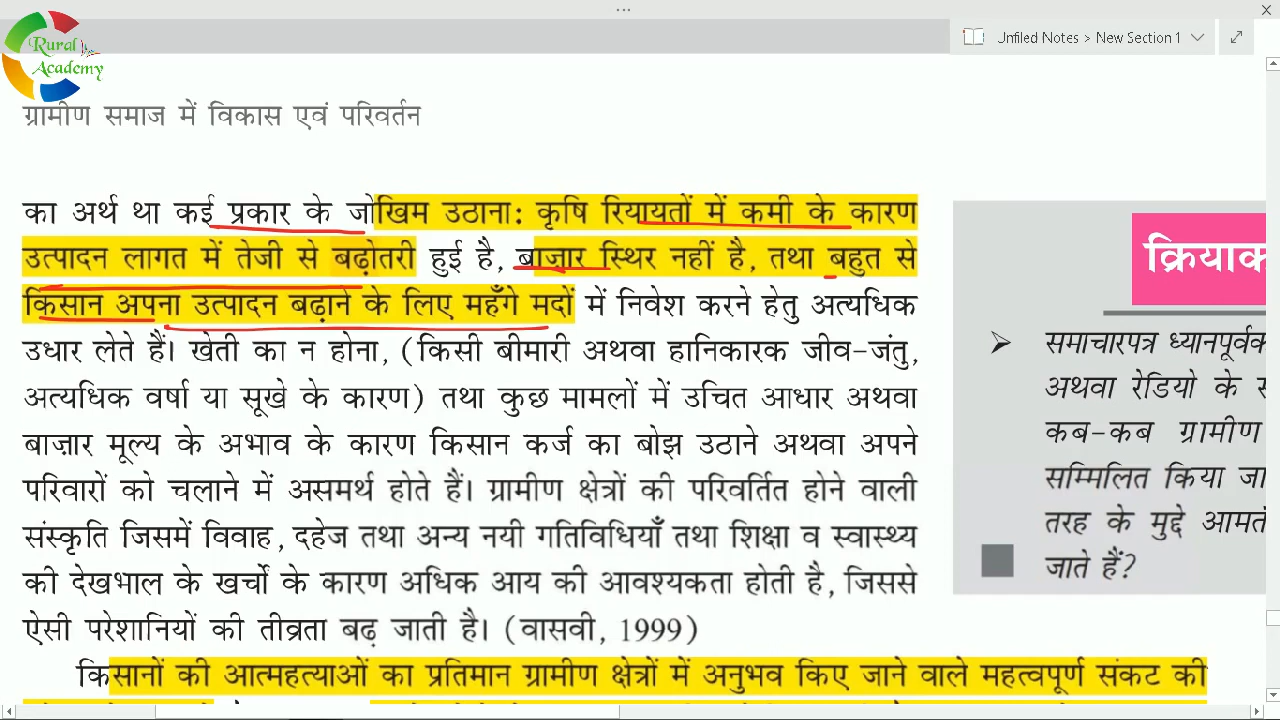 Rural
Academy
Unfiled Notes > New Section 1
ग्रामीण समाज में विकास एवं परिवर्तन
का अर्थ था कई प्रकार के जोखिम उठाना: कृषि रियायतों में कमी के कारण
उत्पादन लागत में तेजी से बढ़ोतरी हुई है, बाज़ार स्थिर नहीं है, तथा बहुत से
किसान अपना उत्पादन बढ़ाने के लिए महँगे मदों में निवेश करने हेतु अत्यधिक
उधार लेते हैं। खेती का न होना, (किसी बीमारी अथवा हानिकारक जीव-जंतु,
अत्यधिक वर्षा या सूखे के कारण) तथा कुछ मामलों में उचित आधार अथवा
बाज़ार मूल्य के अभाव के कारण किसान कर्ज का बोझ उठाने अथवा अपने
परिवारों को चलाने में असमर्थ होते हैं। ग्रामीण क्षेत्रों की परिवर्तित होने वाली
संस्कृति जिसमें विवाह, दहेज तथा अन्य नयी गतिविधियाँ तथा शिक्षा व स्वास्थ्य
की देखभाल के खर्चों के कारण अधिक आय की आवश्यकता होती है, जिससे
ऐसी परेशानियों की तीव्रता बढ़ जाती है। (वासवी, 1999)
किसानों की आत्महत्याओं का प्रतिमान ग्रामीण क्षेत्रों में अनुभव किए जाने वाले महत्वपूर्ण संकट की
क्रियाक
समाचारपत्र ध्यानपूर्वक
अथवा रेडियो के
कब-कब ग्रामीण
सम्मिलित किया जा
तरह के मुद्दे आमतं
जाते हैं?